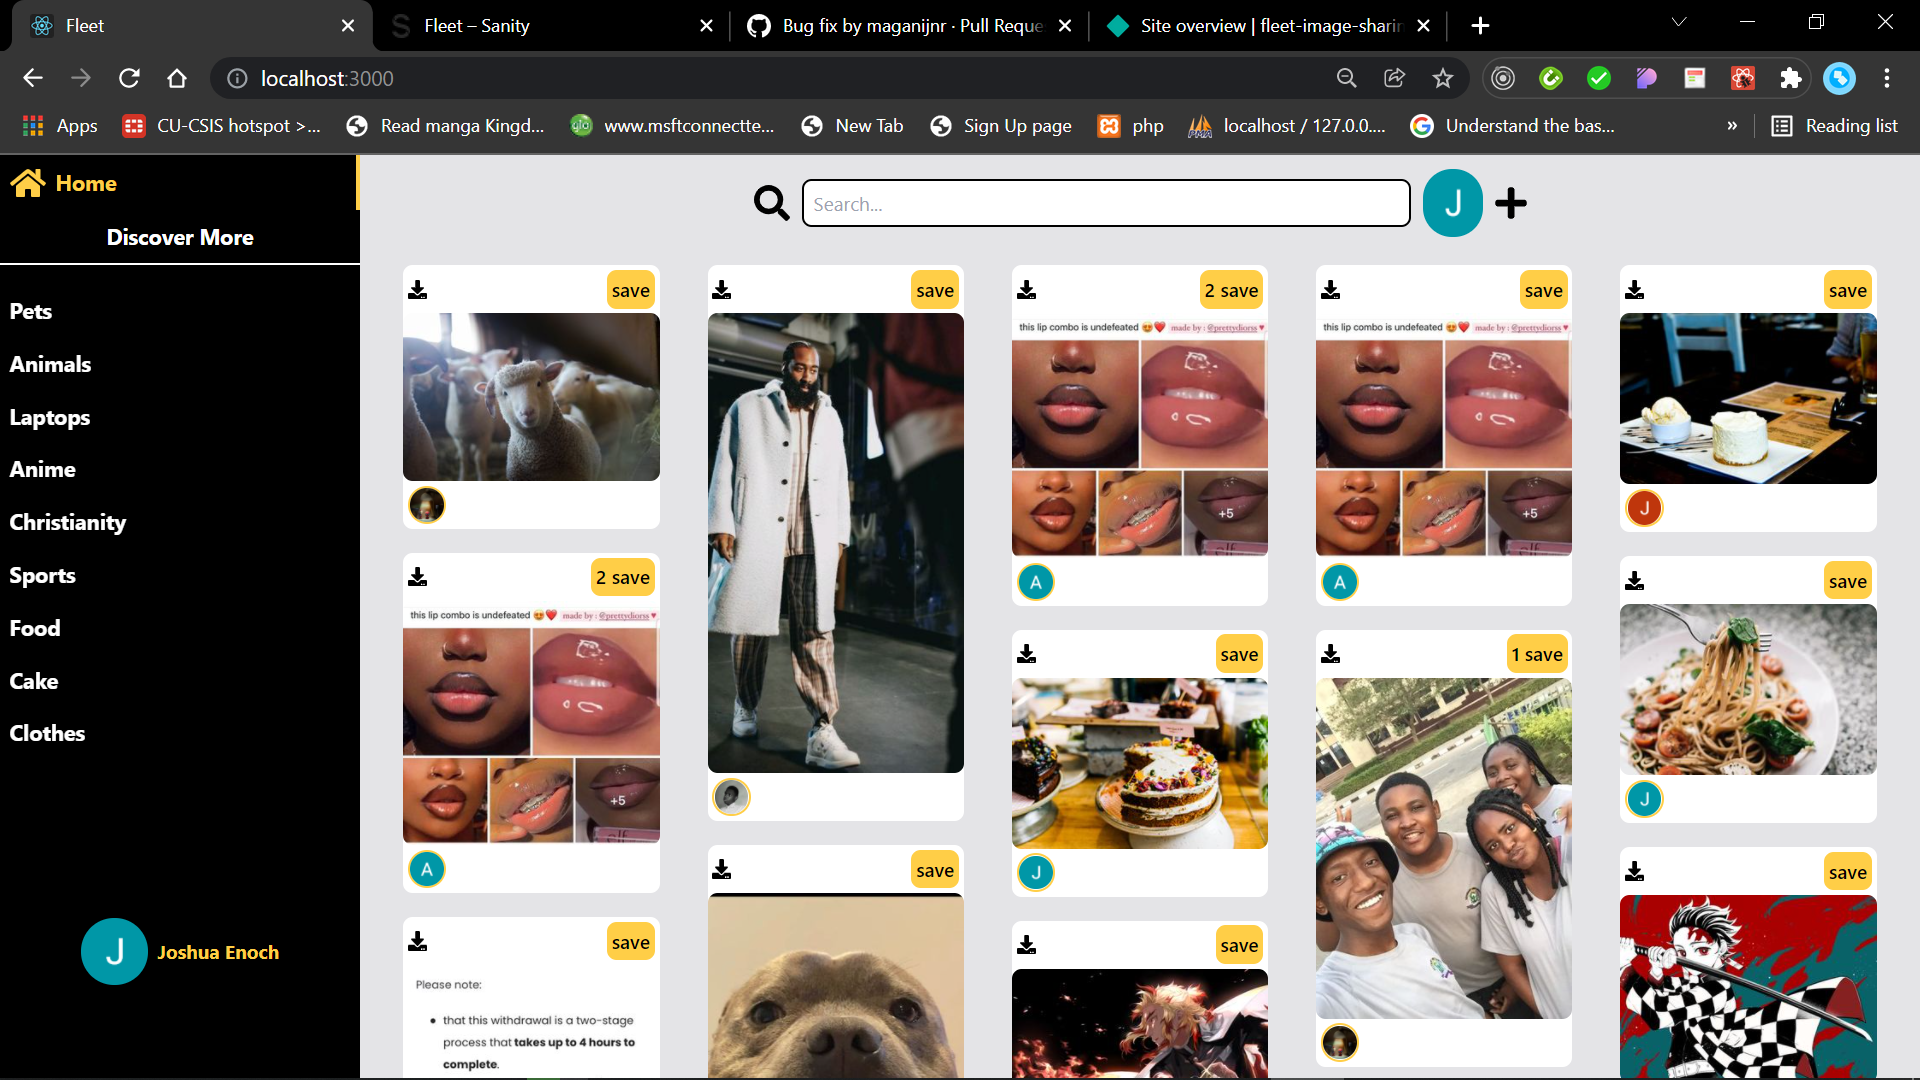 Fleet
Fleet – Sanity
Bug fix by maganijnr · Pull Reque
Site overview | fleet-image-sharin
localhost:3000
Apps
CU-CSIS hotspot >...
Read manga Kingd...
glo
www.msftconnectte...
New Tab
Sign Up page
php
PMA
localhost / 127.0.0....
Understand the bas...
»
Reading list
Home
Search...
J
Discover More
Pets
Animals
Laptops
Anime
Christianity
Sports
Food
Cake
Clothes
J
Joshua Enoch
save
2 save
this lip combo is undefeated 😍❤️ made by : @prettydiorss ♥
+5
elf
A
save
Please note:
• that this withdrawal is a two-stage
process that takes up to 4 hours to
complete.
save
save
2 save
this lip combo is undefeated 😍❤️ made by : @prettydiorss ♥
+5
elf
A
save
J
save
save
this lip combo is undefeated 😍❤️ made by : @prettydiorss ♥
+5
elf
A
1 save
save
J
save
J
save